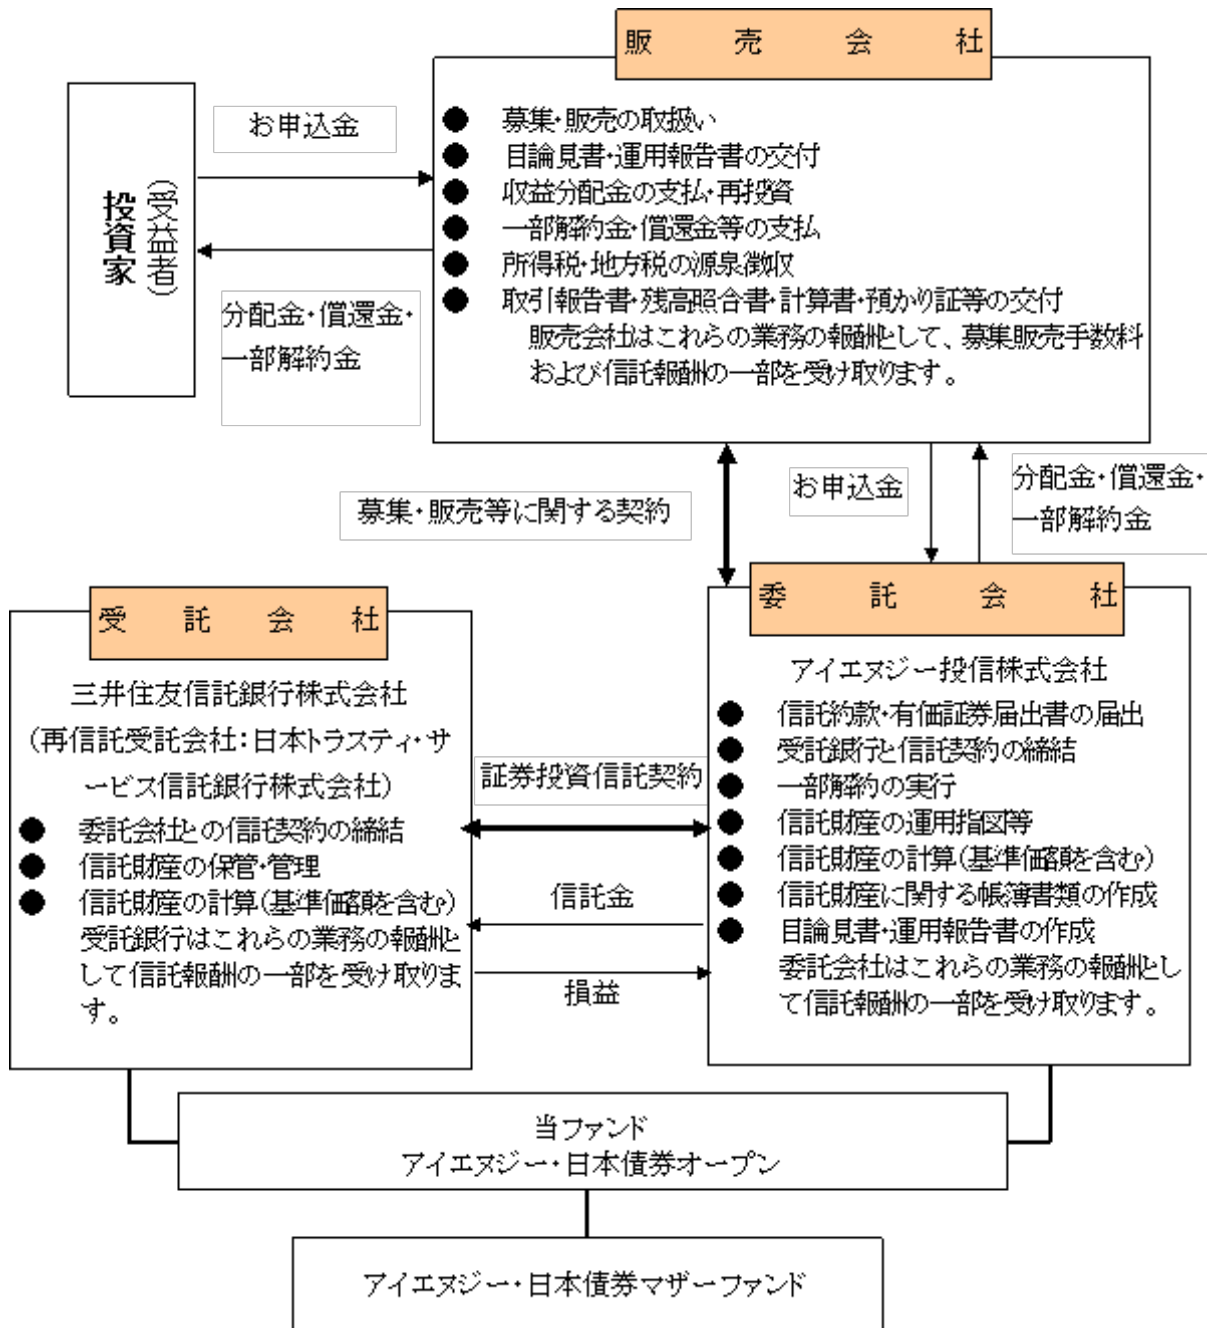 販売会社
お申込金
投資家
(受益者)
分配金・償還金・
一部解約金
● 募集・販売の取扱い
● 目論見書・運用報告書の交付
● 収益分配金の支払・再投資
● 一部解約金・償還金等の支払
● 所得税・地方税の源泉徴収
● 取引報告書・残高照合書・計算書・預かり証等の交付
販売会社はこれらの業務の報酬として、募集販売手数料
および信託報酬の一部を受け取ります。
募集・販売等に関する契約
お申込金
分配金・償還金・
一部解約金
受託会社
三井住友信託銀行株式会社
(再信託受託会社:日本トラスティ・サ
ービス信託銀行株式会社)
● 委託会社との信託契約の締結
● 信託財産の保管・管理
● 信託財産の計算(基準価額を含む)
受託銀行はこれらの業務の報酬と
して信託報酬の一部を受け取りま
す。
証券投資信託契約
信託金
損益
委託会社
アイエヌジー投信株式会社
● 信託約款・有価証券届出書の届出
● 受託銀行と信託契約の締結
● 一部解約の実行
● 信託財産の運用指図等
● 信託財産の計算(基準価額を含む)
● 信託財産に関する帳簿書類の作成
● 目論見書・運用報告書の作成
委託会社はこれらの業務の報酬とし
て信託報酬の一部を受け取ります。
当ファンド
アイエヌジー・日本債券オープン
アイエヌジー・日本債券マザーファンド